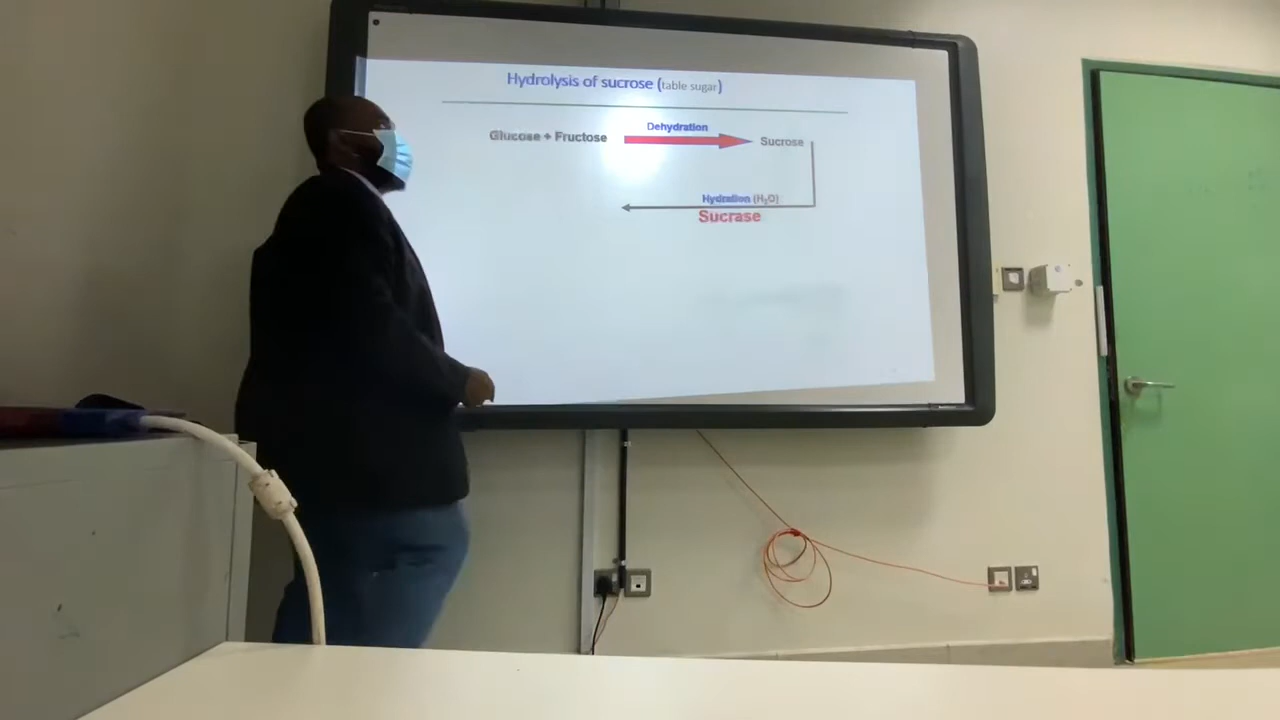 Hydrolysis of sucrose (table sugar)
Dehydration
Glucose + Fructose
Sucrose
Hydration (H₂O)
Sucrase